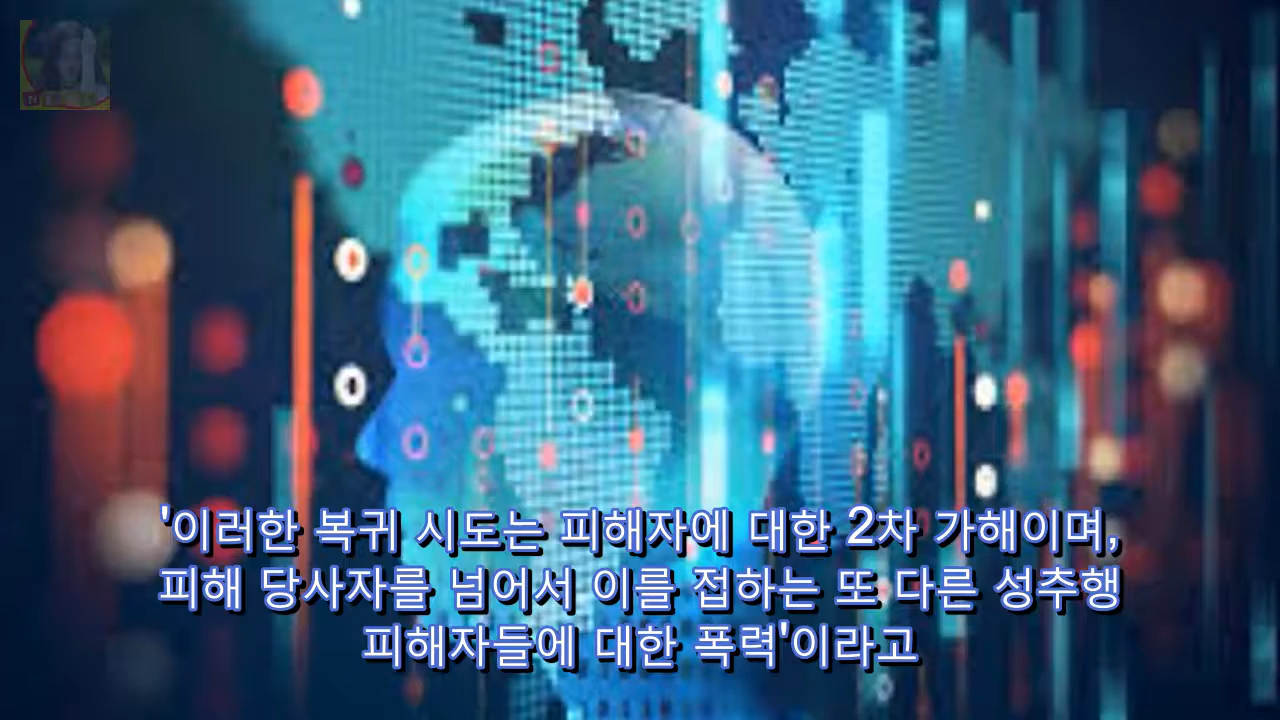 '이러한 복귀 시도는 피해자에 대한 2차 가해이며,
피해 당사자를 넘어서 이를 접하는 또 다른 성추행
피해자들에 대한 폭력'이라고